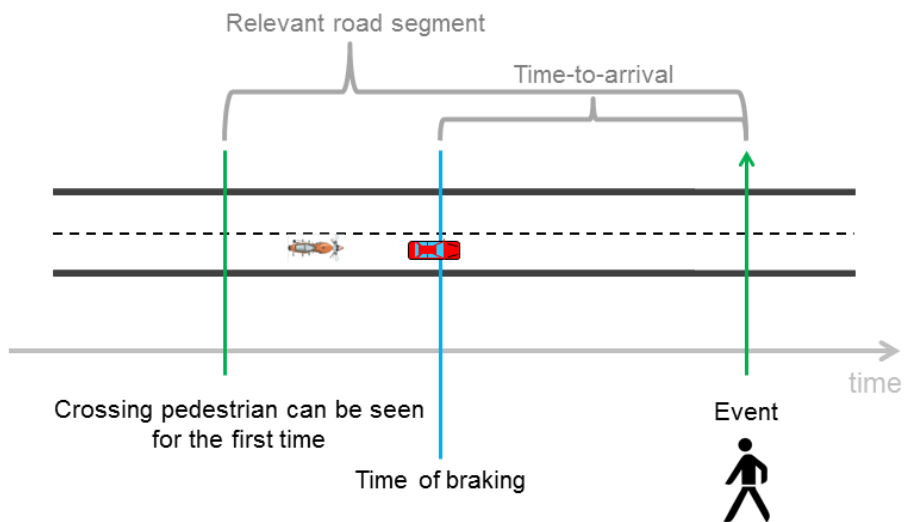 Relevant road segment
Time-to-arrival
time
Crossing pedestrian can be seen
for the first time
Event
Time of braking